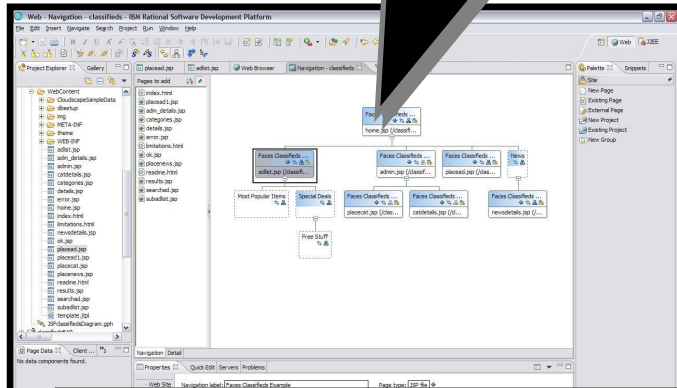 Web - Navigation - classifieds - IBM Rational Software Development Platform
File Edit Insert Navigate Search Project Run Window Help
Web J2EE
Project Explorer Gallery
placead.jsp adlist.jsp Web Browser Navigation - classifieds
Palette Snippets
Pages to add
Site
New Page
Existing Page
External Page
New Project
Existing Project
New Group
WebContent
CloudscapeSampleData
dbsetup
img
META-INF
theme
WEB-INF
adlist.jsp
adm_details.jsp
admin.jsp
catdetails.jsp
categories.jsp
details.jsp
error.jsp
home.jsp
index.html
limitations.html
newsdetails.jsp
ok.jsp
placead.jsp
placead1.jsp
placecat.jsp
placenews.jsp
readme.html
results.jsp
searchad.jsp
subadlist.jsp
template.jtpl
JSFclassifiedsDiagram.gph
index.html
placead1.jsp
adm_details.jsp
categories.jsp
details.jsp
error.jsp
limitations.html
ok.jsp
placenews.jsp
readme.html
results.jsp
searchad.jsp
subadlist.jsp
home.jsp (/classifi...
Faces Classifieds ...
adlist.jsp (/classifi...
Faces Classifieds ...
admin.jsp (/classif...
Faces Classifieds ...
placead.jsp (/clas...
News
Most Popular Items
Special Deals
Faces Classifieds ...
placecat.jsp (/clas...
Faces Classifieds ...
catdetails.jsp (/cl...
Faces Classifieds ...
newsdetails.jsp (/...
Free Stuff
Navigation Detail
Page Data Client ...
No data components found.
Properties Quick Edit Servers Problems
Web Site
Navigation label: Faces Classifieds Example
Page type: JSP file